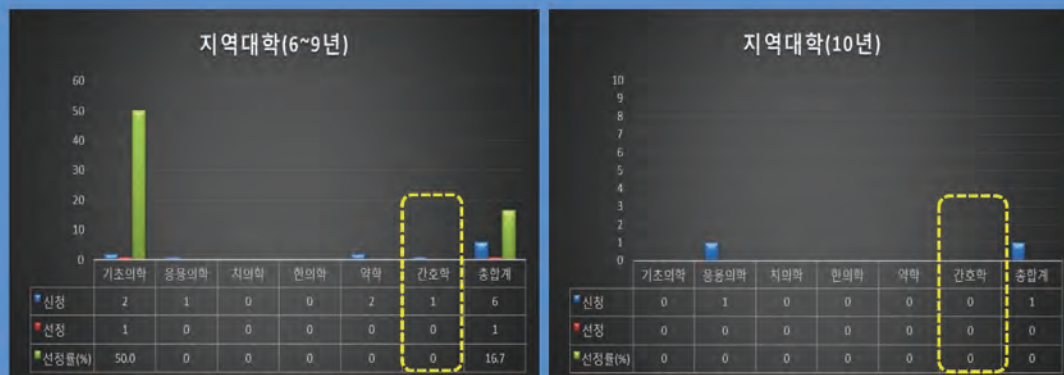 지역대학(6~9년)
60
50
40
30
20
10
0
기초의학 응용의학 치의학 한의학 약학 간호학 총합계
신청 2 1 0 0 2 1 6
선정 1 0 0 0 0 0 1
선정률(%) 50.0 0 0 0 0 0 16.7
지역대학(10년)
10
9
8
7
6
5
4
3
2
1
0
기초의학 응용의학 치의학 한의학 약학 간호학 총합계
신청 0 1 0 0 0 0 1
선정 0 0 0 0 0 0 0
선정률(%) 0 0 0 0 0 0 0